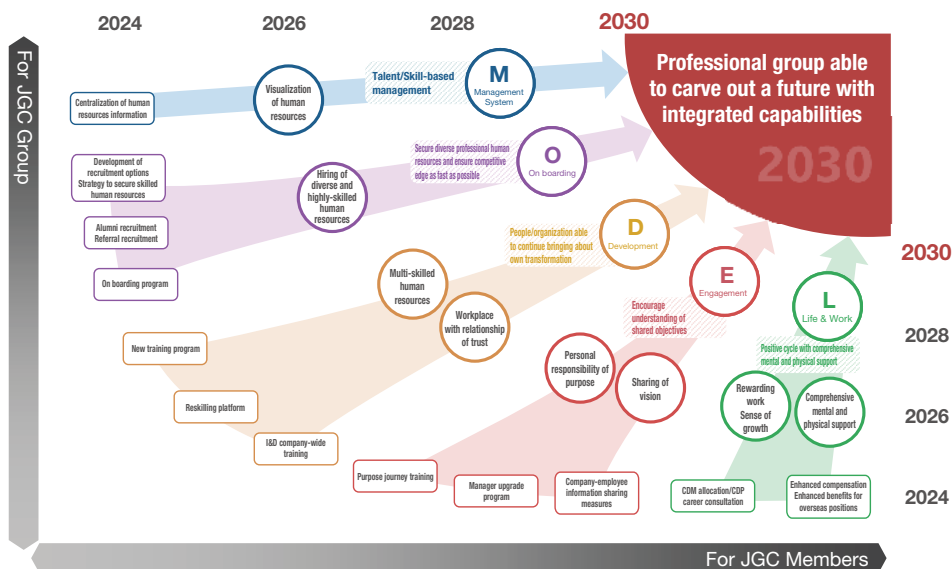 2024
2026
2028
2030
For JGC Group
Professional group able
to carve out a future with
integrated capabilities
2030
Centralization of human
resources information
Visualization
of human
resources
Talent/Skill-based
management
M
Management
System
Development of
recruitment options
Strategy to secure skilled
human resources
Alumni recruitment
Referral recruitment
On boarding program
Hiring of
diverse and
highly-skilled
human
resources
Secure diverse professional human
resources and ensure competitive
edge as fast as possible
O
On boarding
New training program
Reskilling platform
I&D company-wide
training
Multi-skilled
human
resources
Workplace
with relationship
of trust
People/organization able
to continue bringing about
own transformation
D
Development
Purpose journey training
Manager upgrade
program
Company-employee
information sharing
measures
Personal
responsibility of
purpose
Sharing of
vision
Encourage
understanding of
shared objectives
E
Engagement
CDM allocation/CDP
career consultation
Enhanced compensation
Enhanced benefits for
overseas positions
Rewarding
work
Sense of
growth
Comprehensive
mental and
physical support
Positive cycle with comprehensive
mental and physical support
L
Life & Work
2030
2028
2026
2024
For JGC Members